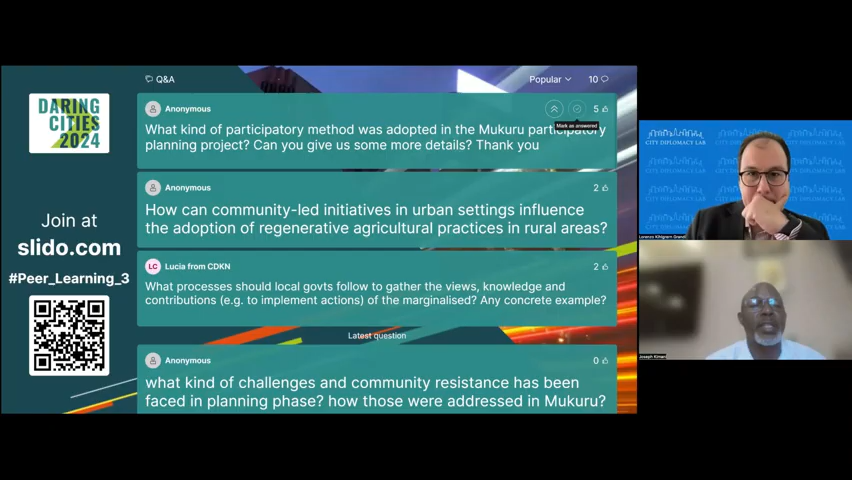 Q&A
Popular
10
DARING
CITIES
2024
Join at
slido.com
#Peer_Learning_3
Anonymous
5
Mark as answered
What kind of participatory method was adopted in the Mukuru participatory
planning project? Can you give us some more details? Thank you
Anonymous
2
How can community-led initiatives in urban settings influence
the adoption of regenerative agricultural practices in rural areas?
LC
Lucia from CDKN
2
What processes should local govts follow to gather the views, knowledge and
contributions (e.g. to implement actions) of the marginalised? Any concrete example?
Latest question
Anonymous
0
what kind of challenges and community resistance has been
faced in planning phase? how those were addressed in Mukuru?
CITY DIPLOMACY LAB
CITY DIPLOMACY LAB
Joseph Kimani